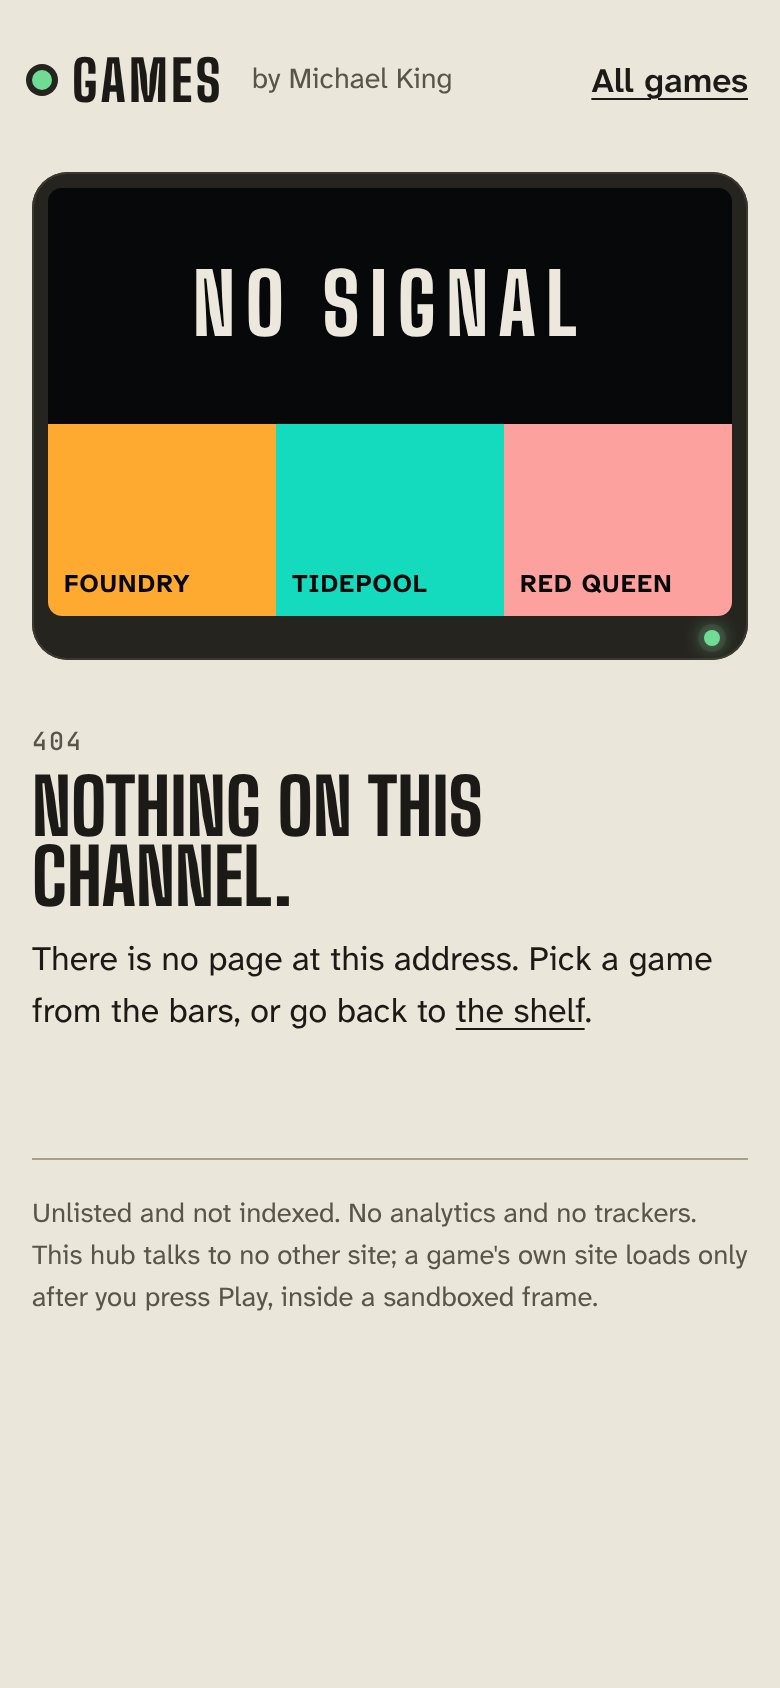 GAMES by Michael King All games
NO SIGNAL
FOUNDRY TIDEPOOL RED QUEEN
404
NOTHING ON THIS
CHANNEL.
There is no page at this address. Pick a game
from the bars, or go back to the shelf.
Unlisted and not indexed. No analytics and no trackers.
This hub talks to no other site; a game's own site loads only
after you press Play, inside a sandboxed frame.